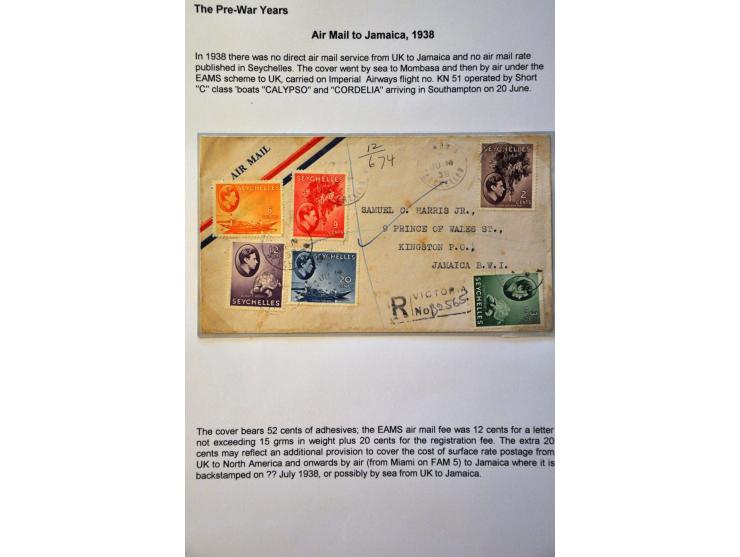 The Pre-War Years
Air Mail to Jamaica, 1938
In 1938 there was no direct air mail service from UK to Jamaica and no air mail rate
published in Seychelles. The cover went by sea to Mombasa and then by air under the
EAMS scheme to UK, carried on Imperial Airways flight no. KN 51 operated by Short
"C" class 'boats "CALYPSO" and "CORDELIA" arriving in Southampton on 20 June.
AIR MAIL
12
674
SEYCHELLES
6
SEYCHELLES
9
CENTS
SEYCHELLES
2
CENTS
SAMUEL C. HARRIS JR.,
9 PRINCE OF WALES ST.,
KINGSTON P.O.,
JAMAICA B.W.I.
12
SEYCHELLES
SEYCHELLES
20
R VICTORIA
No B2565
SEYCHELLES
3
The cover bears 52 cents of adhesives; the EAMS air mail fee was 12 cents for a letter
not exceeding 15 grms in weight plus 20 cents for the registration fee. The extra 20
cents may reflect an additional provision to cover the cost of surface rate postage from
UK to North America and onwards by air (from Miami on FAM 5) to Jamaica where it is
backstamped on ?? July 1938, or possibly by sea from UK to Jamaica.